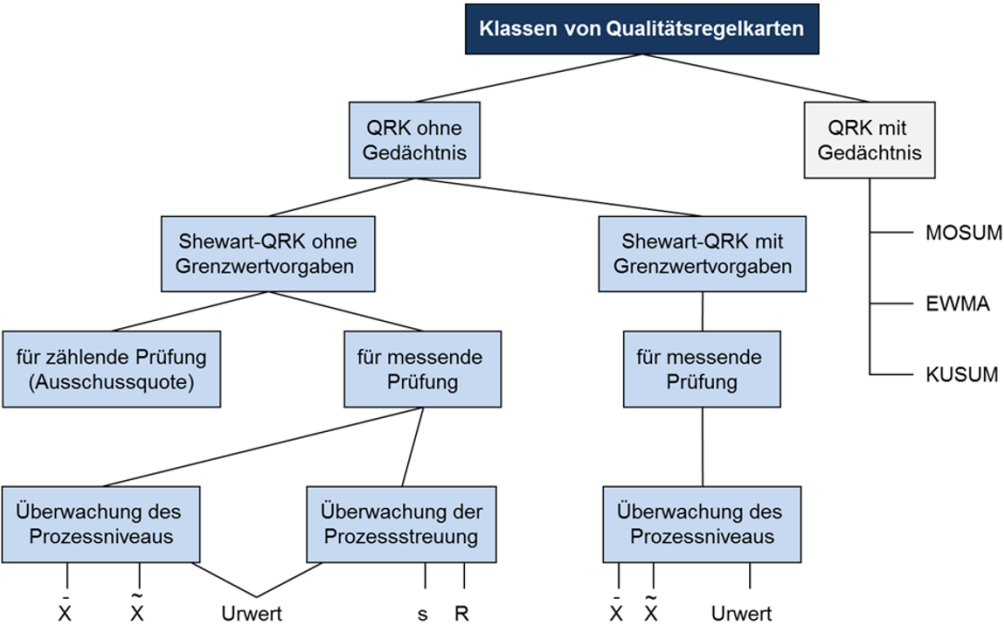 Klassen von Qualitätsregelkarten
QRK ohne
Gedächtnis
QRK mit
Gedächtnis
MOSUM
EWMA
KUSUM
Shewart-QRK ohne
Grenzwertvorgaben
Shewart-QRK mit
Grenzwertvorgaben
für zählende Prüfung
(Ausschussquote)
für messende
Prüfung
für messende
Prüfung
Überwachung des
Prozessniveaus
Überwachung der
Prozessstreuung
Überwachung des
Prozessniveaus
X̄ X̃ Urwert s R X̄ X̃ Urwert